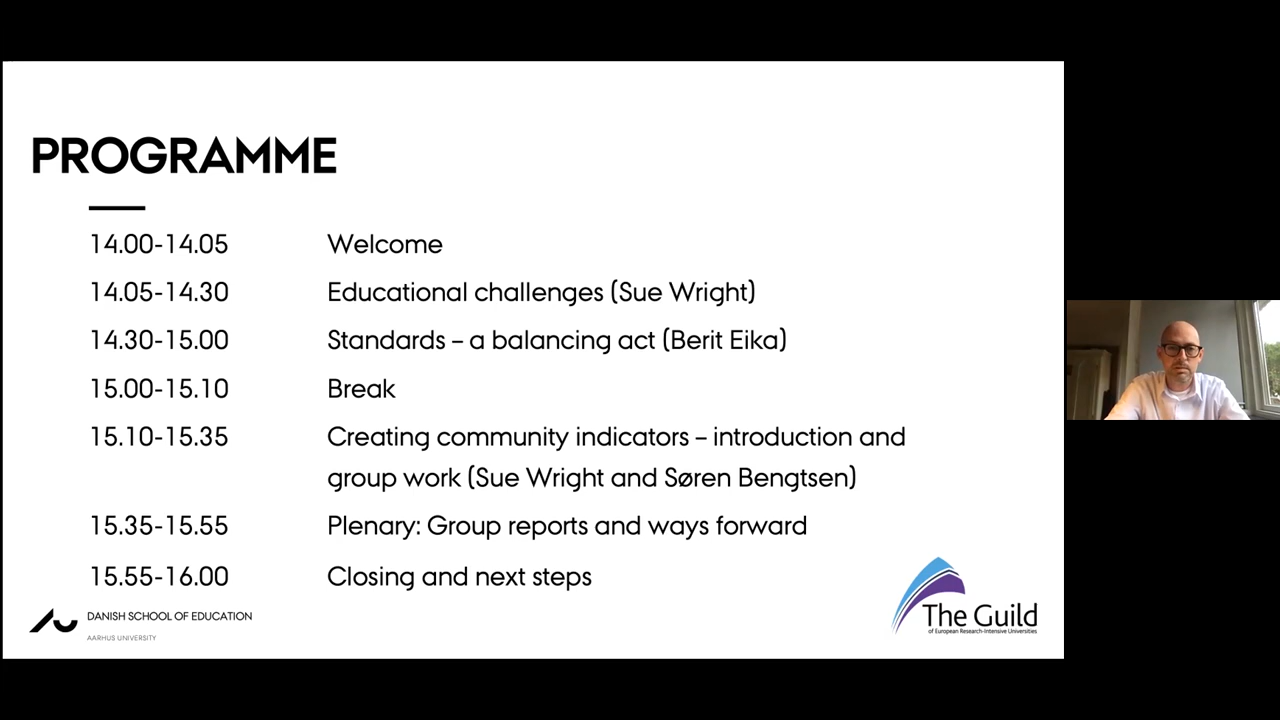 PROGRAMME
14.00-14.05 Welcome
14.05-14.30 Educational challenges (Sue Wright)
14.30-15.00 Standards – a balancing act (Berit Eika)
15.00-15.10 Break
15.10-15.35 Creating community indicators – introduction and
group work (Sue Wright and Søren Bengtsen)
15.35-15.55 Plenary: Group reports and ways forward
15.55-16.00 Closing and next steps
DANISH SCHOOL OF EDUCATION
AARHUS UNIVERSITY
The Guild
of European Research-Intensive Universities